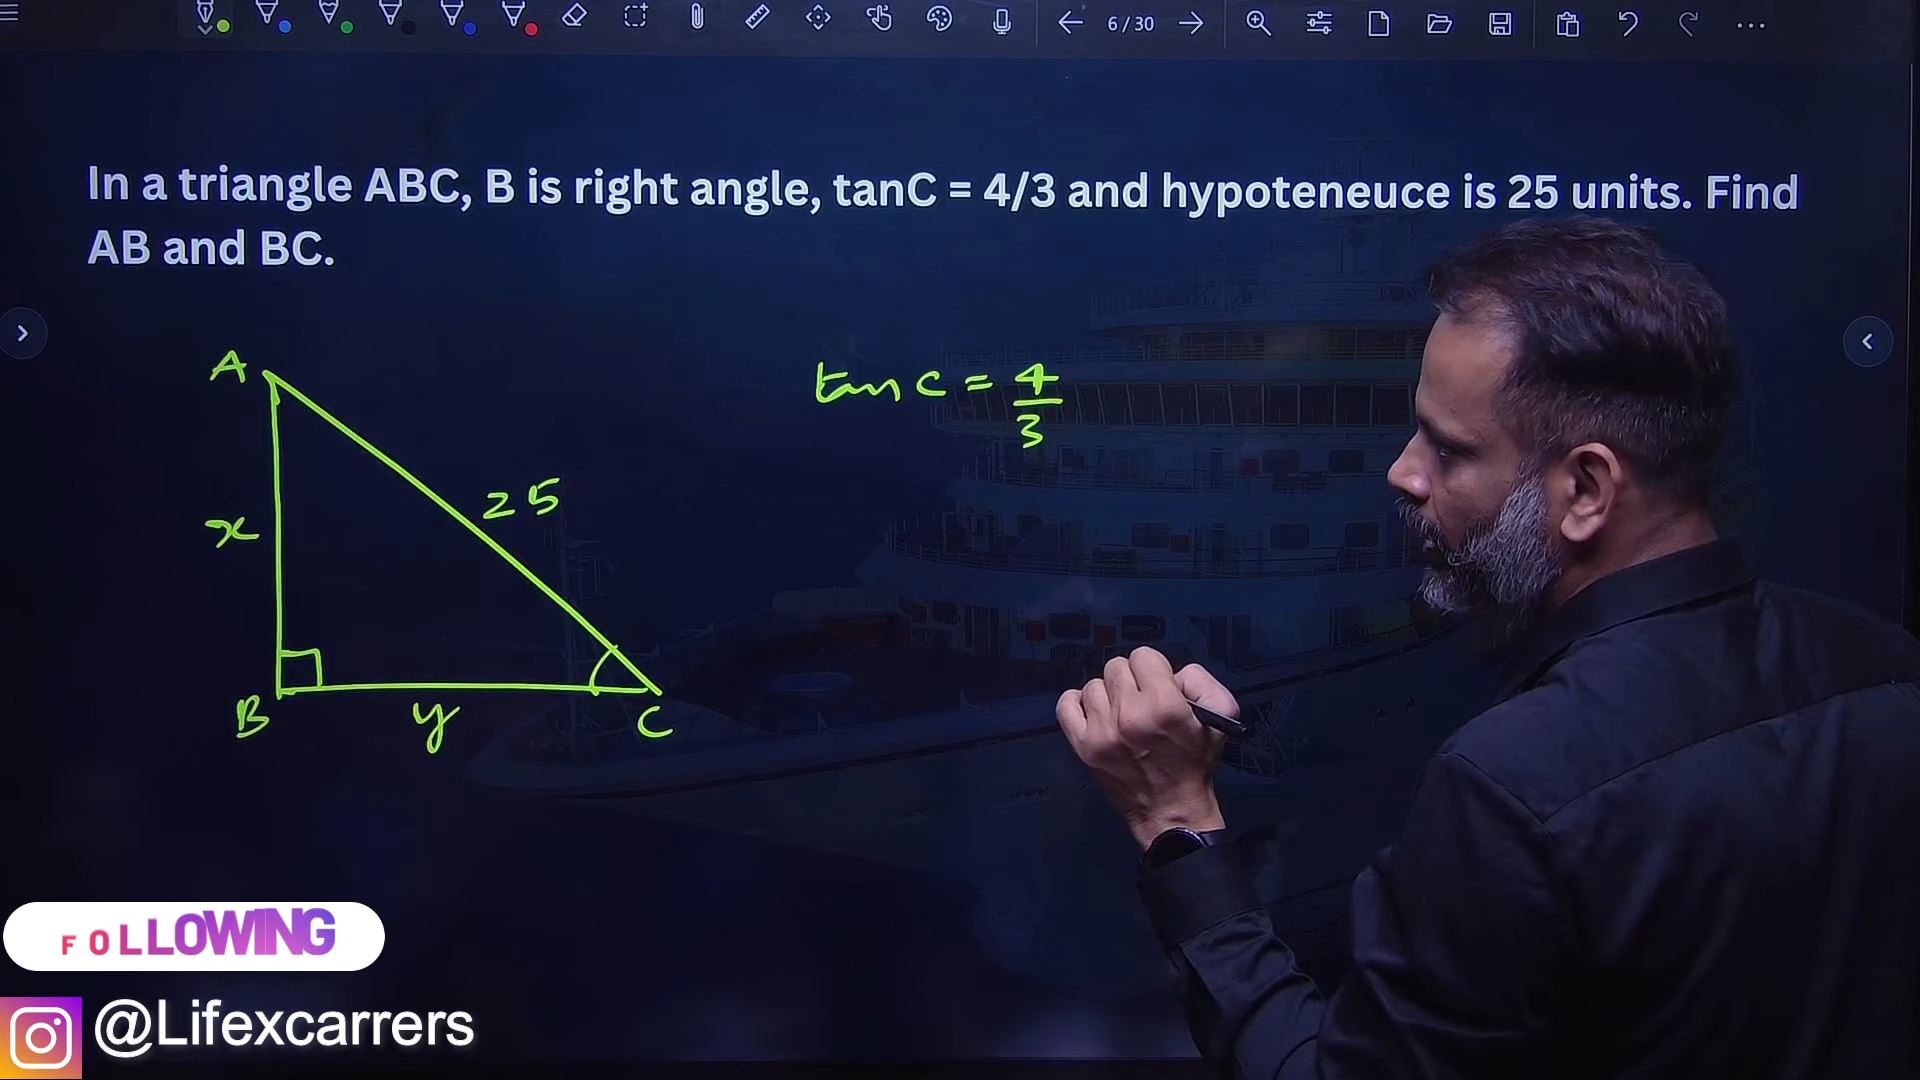 6 / 30
In a triangle ABC, B is right angle, tanC = 4/3 and hypoteneuce is 25 units. Find
AB and BC.
A
tan C = 4/3
25
x
B
y
C
FOLLOWING
@Lifexcarrers